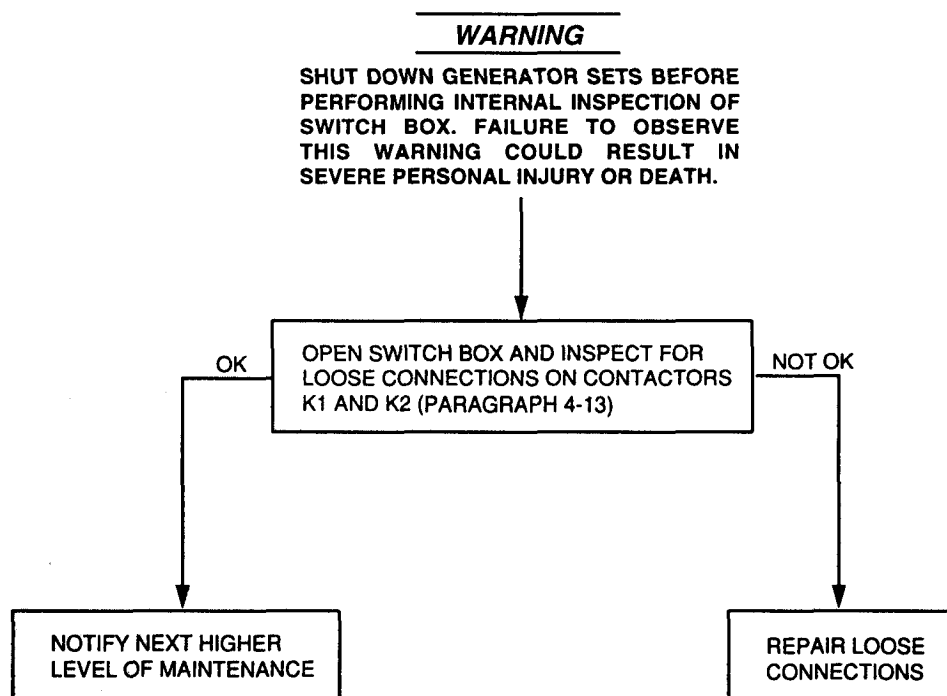 WARNING
SHUT DOWN GENERATOR SETS BEFORE
PERFORMING INTERNAL INSPECTION OF
SWITCH BOX. FAILURE TO OBSERVE
THIS WARNING COULD RESULT IN
SEVERE PERSONAL INJURY OR DEATH.
OK
OPEN SWITCH BOX AND INSPECT FOR
LOOSE CONNECTIONS ON CONTACTORS
K1 AND K2 (PARAGRAPH 4-13)
NOT OK
NOTIFY NEXT HIGHER
LEVEL OF MAINTENANCE
REPAIR LOOSE
CONNECTIONS